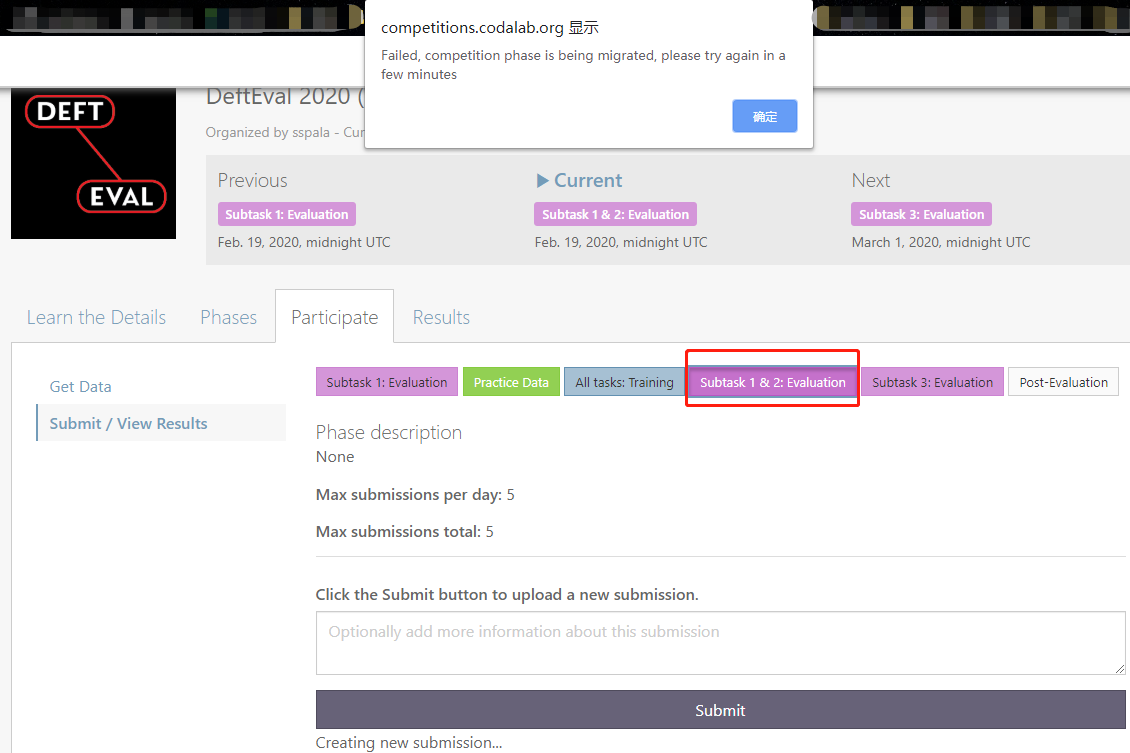 competitions.codalab.org 显示
Failed, competition phase is being migrated, please try again in a
few minutes
确定
DEFT
EVAL
DeftEval 2020 (
Organized by sspala - Cur
Previous
Subtask 1: Evaluation
Feb. 19, 2020, midnight UTC
Current
Subtask 1 & 2: Evaluation
Feb. 19, 2020, midnight UTC
Next
Subtask 3: Evaluation
March 1, 2020, midnight UTC
Learn the Details Phases Participate Results
Get Data
Submit / View Results
Subtask 1: Evaluation Practice Data All tasks: Training Subtask 1 & 2: Evaluation Subtask 3: Evaluation Post-Evaluation
Phase description
None
Max submissions per day: 5
Max submissions total: 5
Click the Submit button to upload a new submission.
Optionally add more information about this submission
Submit
Creating new submission...